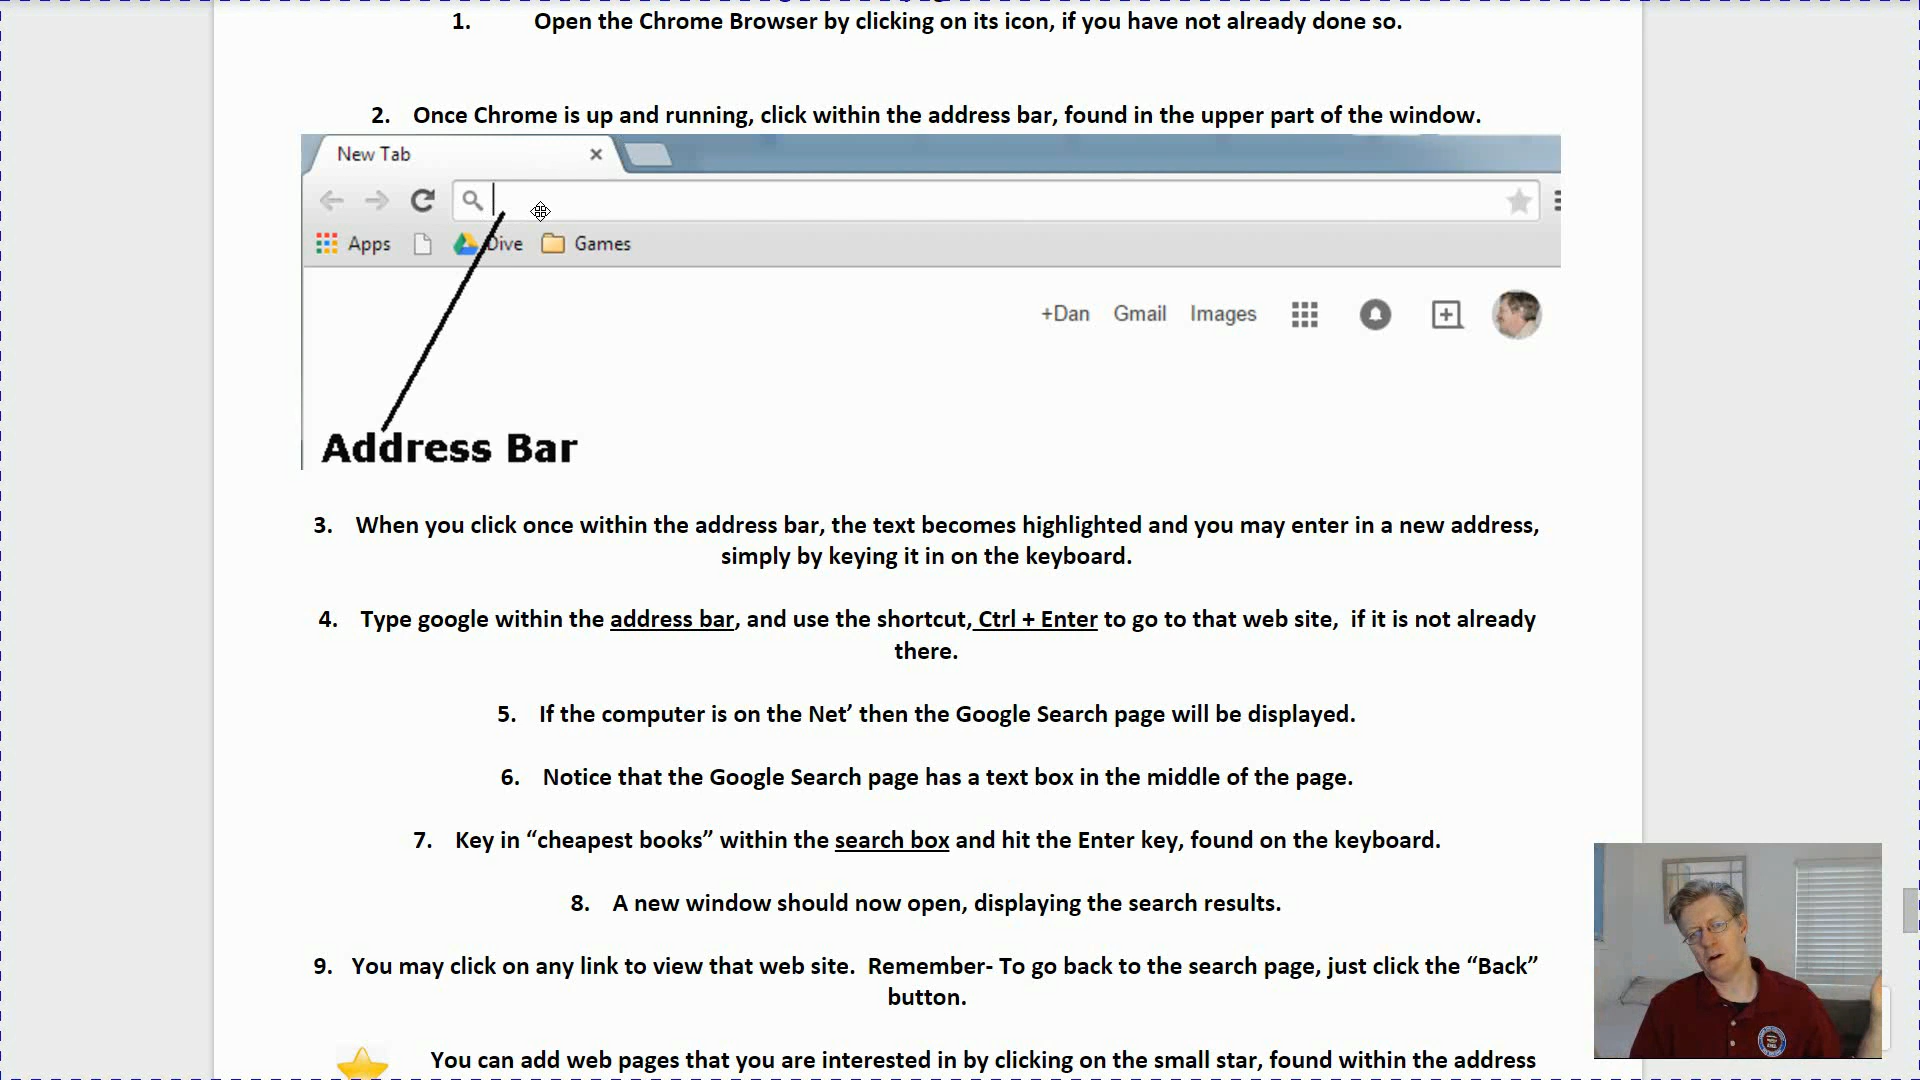 1. Open the Chrome Browser by clicking on its icon, if you have not already done so.
2. Once Chrome is up and running, click within the address bar, found in the upper part of the window.
New Tab
Apps Dive Games
+Dan Gmail Images
Address Bar
3. When you click once within the address bar, the text becomes highlighted and you may enter in a new address,
simply by keying it in on the keyboard.
4. Type google within the address bar, and use the shortcut, Ctrl + Enter to go to that web site, if it is not already
there.
5. If the computer is on the Net’ then the Google Search page will be displayed.
6. Notice that the Google Search page has a text box in the middle of the page.
7. Key in “cheapest books” within the search box and hit the Enter key, found on the keyboard.
8. A new window should now open, displaying the search results.
9. You may click on any link to view that web site. Remember- To go back to the search page, just click the “Back”
button.
You can add web pages that you are interested in by clicking on the small star, found within the address